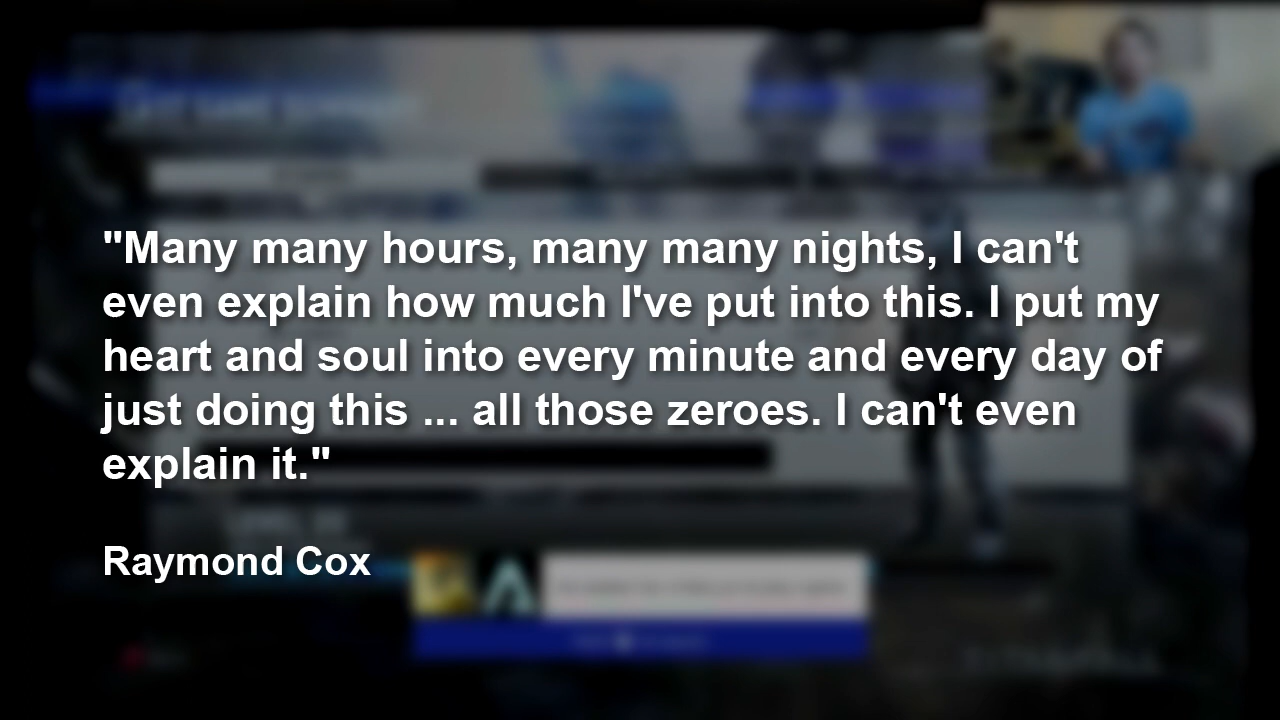 "Many many hours, many many nights, I can't
even explain how much I've put into this. I put my
heart and soul into every minute and every day of
just doing this ... all those zeroes. I can't even
explain it."
Raymond Cox